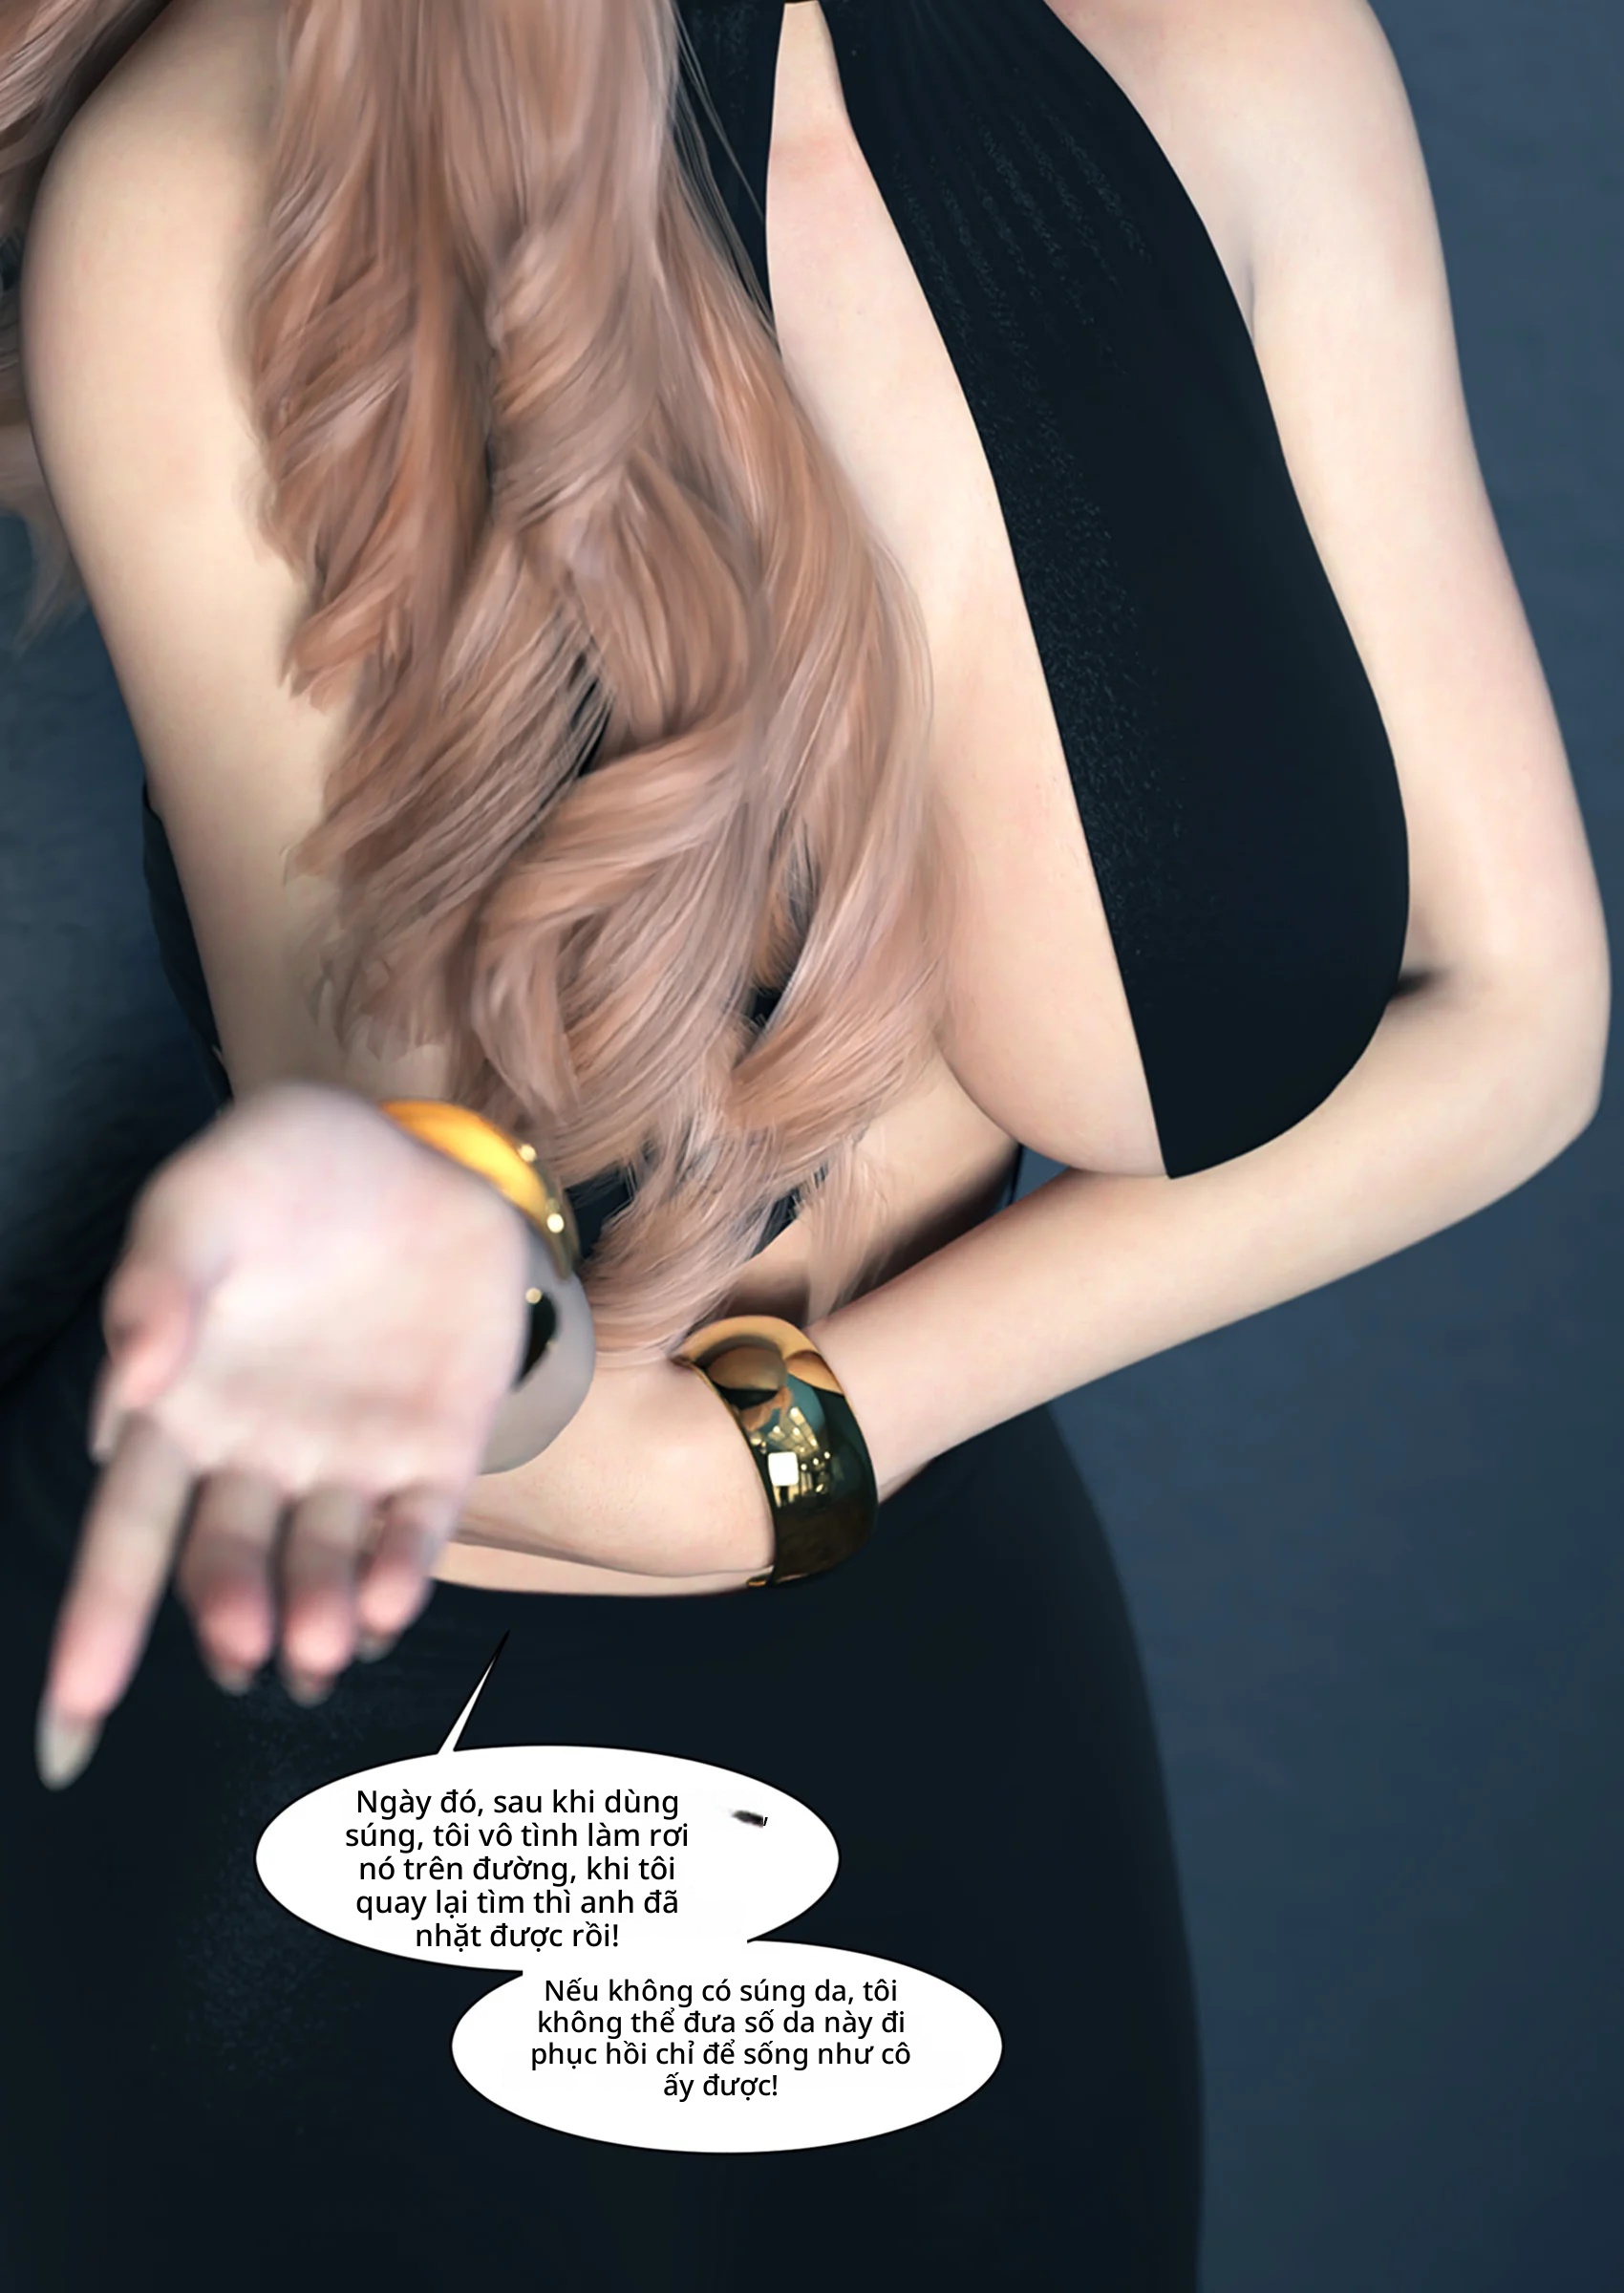 Ngày đó, sau khi dùng
súng, tôi vô tình làm rơi
nó trên đường, khi tôi
quay lại tìm thì anh đã
nhặt được rồi!
Nếu không có súng da, tôi
không thể đưa số da này đi
phục hồi chỉ để sống như cô
ấy được!